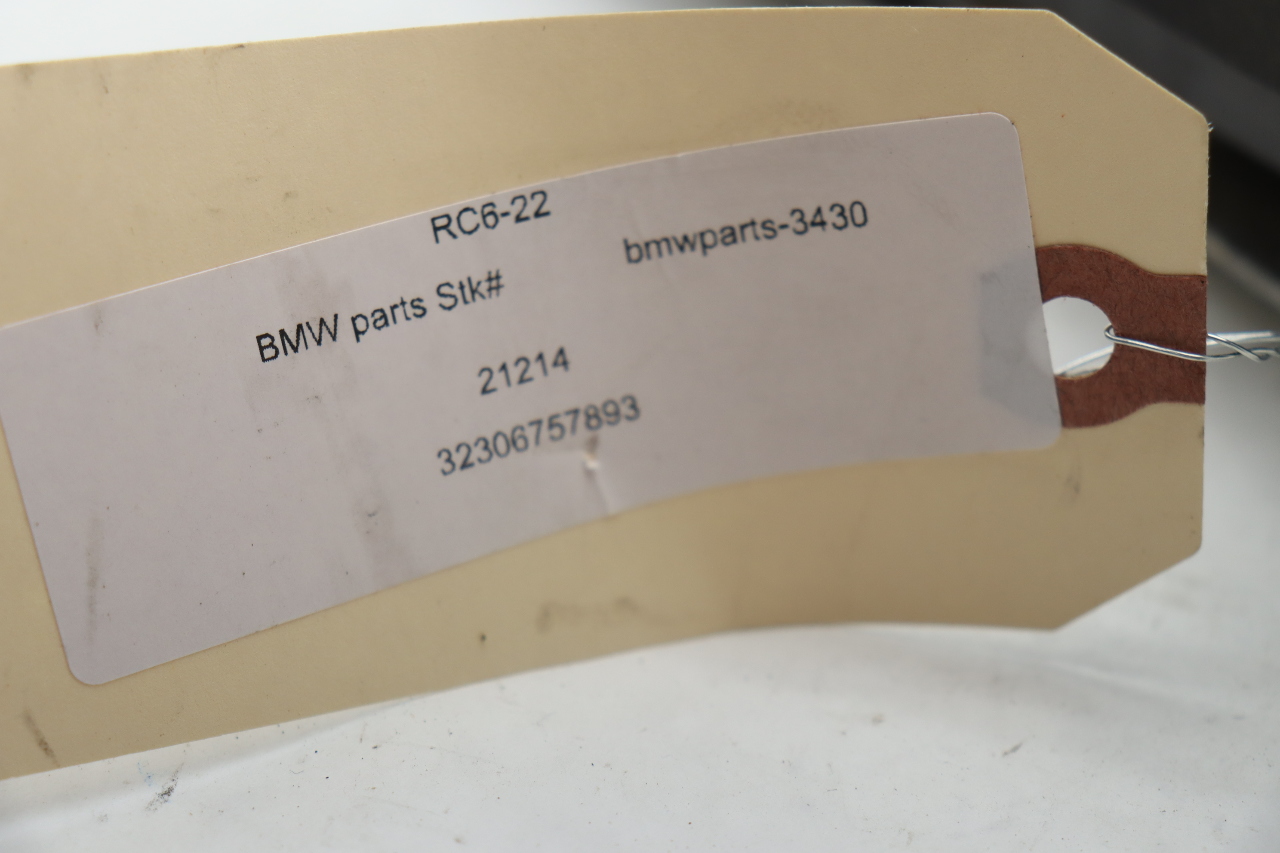 RC6-22
bmwparts-3430
BMW parts Stk#
21214
32306757893